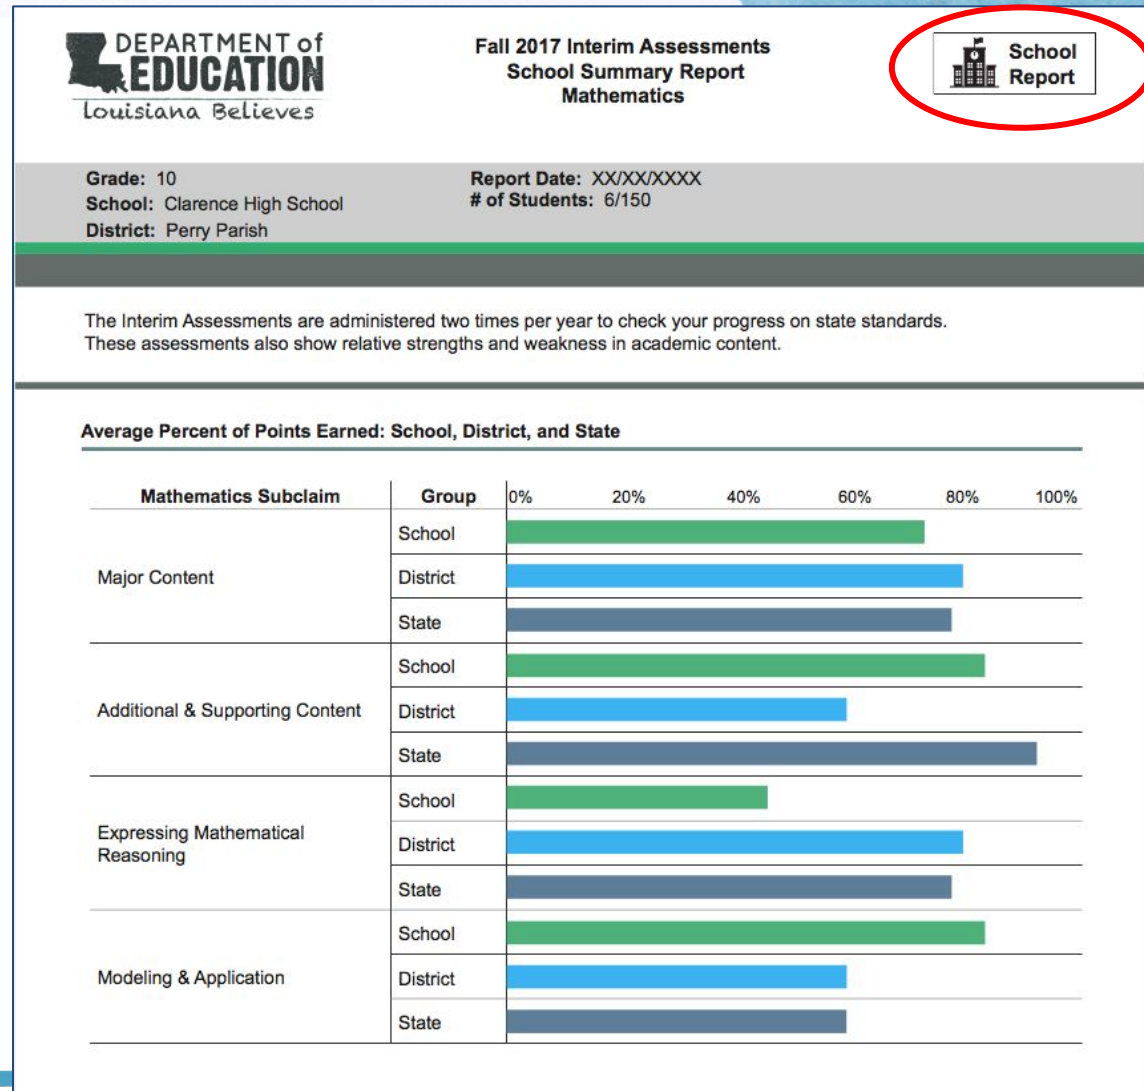 DEPARTMENT of
EDUCATION
Louisiana Believes
Fall 2017 Interim Assessments
School Summary Report
Mathematics
School
Report
Grade: 10
School: Clarence High School
District: Perry Parish
Report Date: XX/XX/XXXX
# of Students: 6/150
The Interim Assessments are administered two times per year to check your progress on state standards.
These assessments also show relative strengths and weakness in academic content.
Average Percent of Points Earned: School, District, and State
Mathematics Subclaim Group 0% 20% 40% 60% 80% 100%
Major Content
School
District
State
Additional & Supporting Content
School
District
State
Expressing Mathematical
Reasoning
School
District
State
Modeling & Application
School
District
State